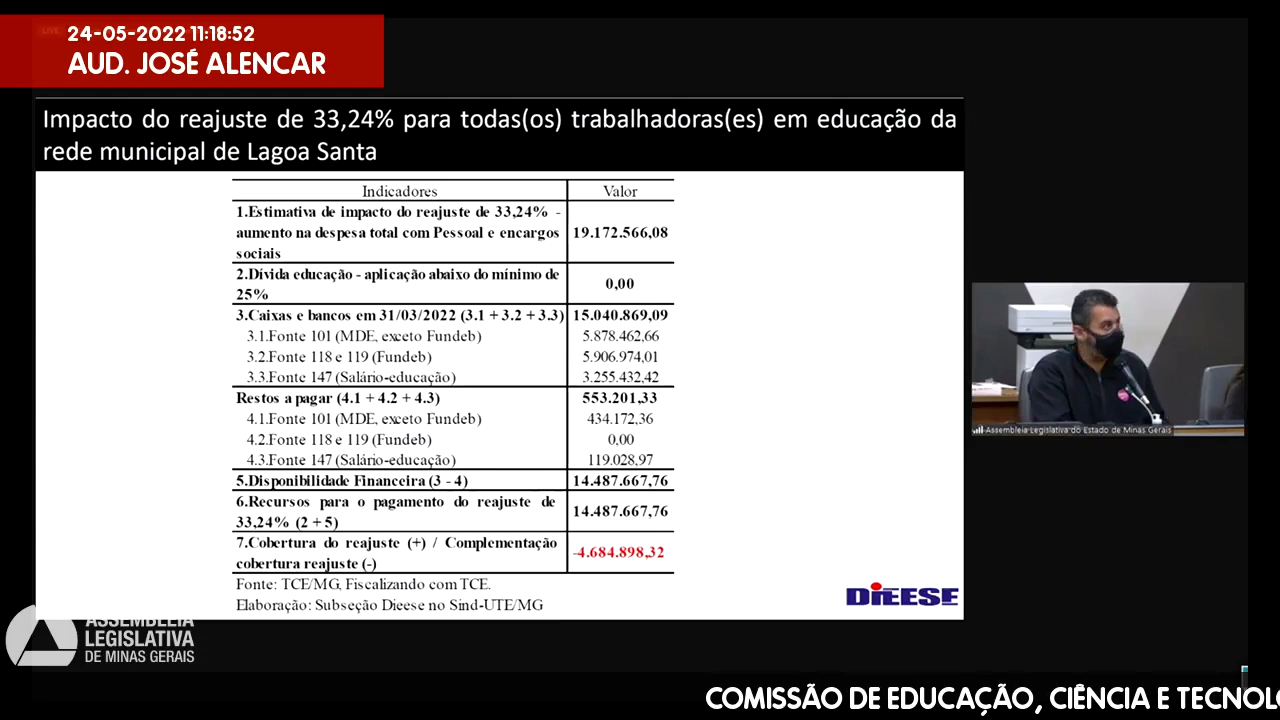 24-05-2022 11:18:52
AUD. JOSÉ ALENCAR
Impacto do reajuste de 33,24% para todas(os) trabalhadoras(es) em educação da
rede municipal de Lagoa Santa
Indicadores Valor
1.Estimativa de impacto do reajuste de 33,24% -
aumento na despesa total com Pessoal e encargos 19.172.566,08
sociais
2.Dívida educação - aplicação abaixo do mínimo de
25% 0,00
3.Caixas e bancos em 31/03/2022 (3.1 + 3.2 + 3.3) 15.040.869,09
3.1.Fonte 101 (MDE, exceto Fundeb) 5.878.462,66
3.2.Fonte 118 e 119 (Fundeb) 5.906.974,01
3.3.Fonte 147 (Salário-educação) 3.255.432,42
Restos a pagar (4.1 + 4.2 + 4.3) 553.201,33
4.1.Fonte 101 (MDE, exceto Fundeb) 434.172,36
4.2.Fonte 118 e 119 (Fundeb) 0,00
4.3.Fonte 147 (Salário-educação) 119.028,97
5.Disponibilidade Financeira (3 - 4) 14.487.667,76
6.Recursos para o pagamento do reajuste de
33,24% (2 + 5) 14.487.667,76
7.Cobertura do reajuste (+) / Complementação
cobertura reajuste (-) -4.684.898,32
Fonte: TCE/MG, Fiscalizando com TCE.
Elaboração: Subseção Dieese no Sind-UTE/MG
DIEESE
Assembleia Legislativa do Estado de Minas Gerais
ASSEMBLEIA
LEGISLATIVA
DE MINAS GERAIS
COMISSÃO DE EDUCAÇÃO, CIÊNCIA E TECNOL